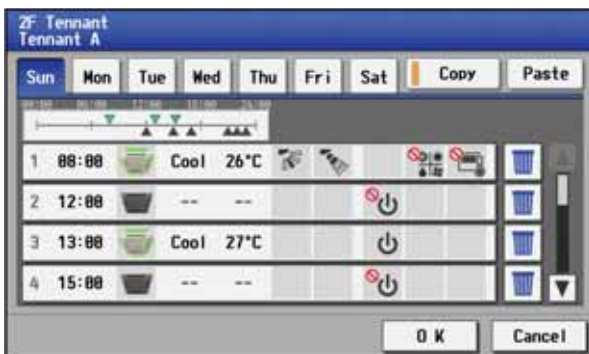 2F Tennant
Tennant A
Sun Mon Tue Wed Thu Fri Sat Copy Paste
1 08:00 Cool 26°C
2 12:00 -- --
3 13:00 Cool 27°C
4 15:00 -- --
OK Cancel